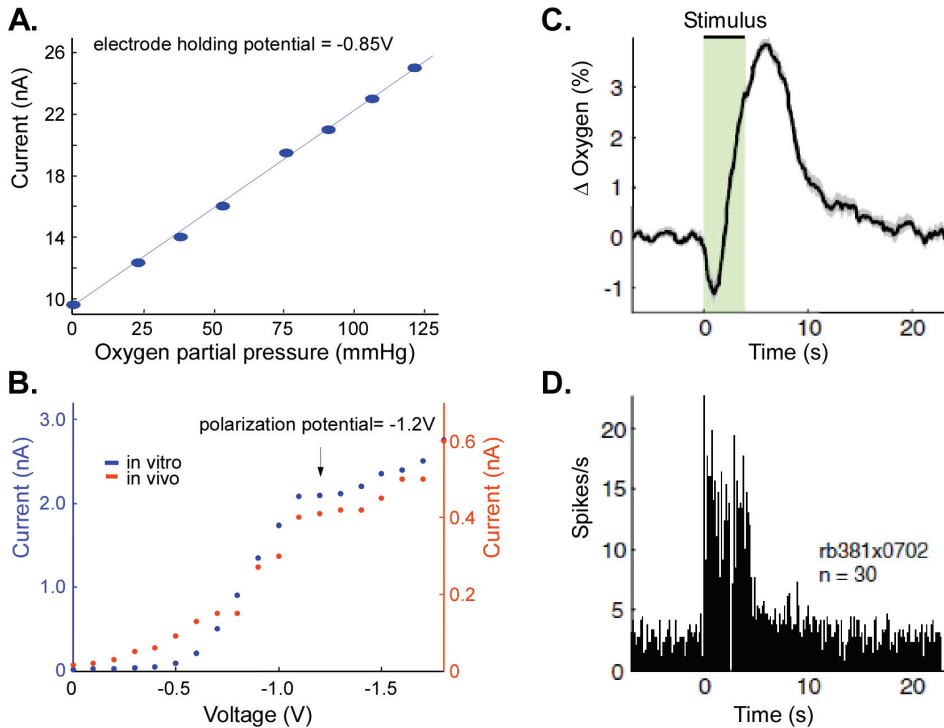 A.
electrode holding potential = -0.85V
Current (nA)
26
22
18
14
10
0
25
50
75
100
125
Oxygen partial pressure (mmHg)
B.
polarization potential= -1.2V
in vitro
in vivo
Current (nA)
3.0
2.0
1.0
0
Current (nA)
0.6
0.4
0.2
0
0
-0.5
-1.0
-1.5
Voltage (V)
C.
Stimulus
Δ Oxygen (%)
3
2
1
0
-1
0
10
20
Time (s)
D.
Spikes/s
20
15
10
5
0
rb381x0702
n = 30
0
10
20
Time (s)